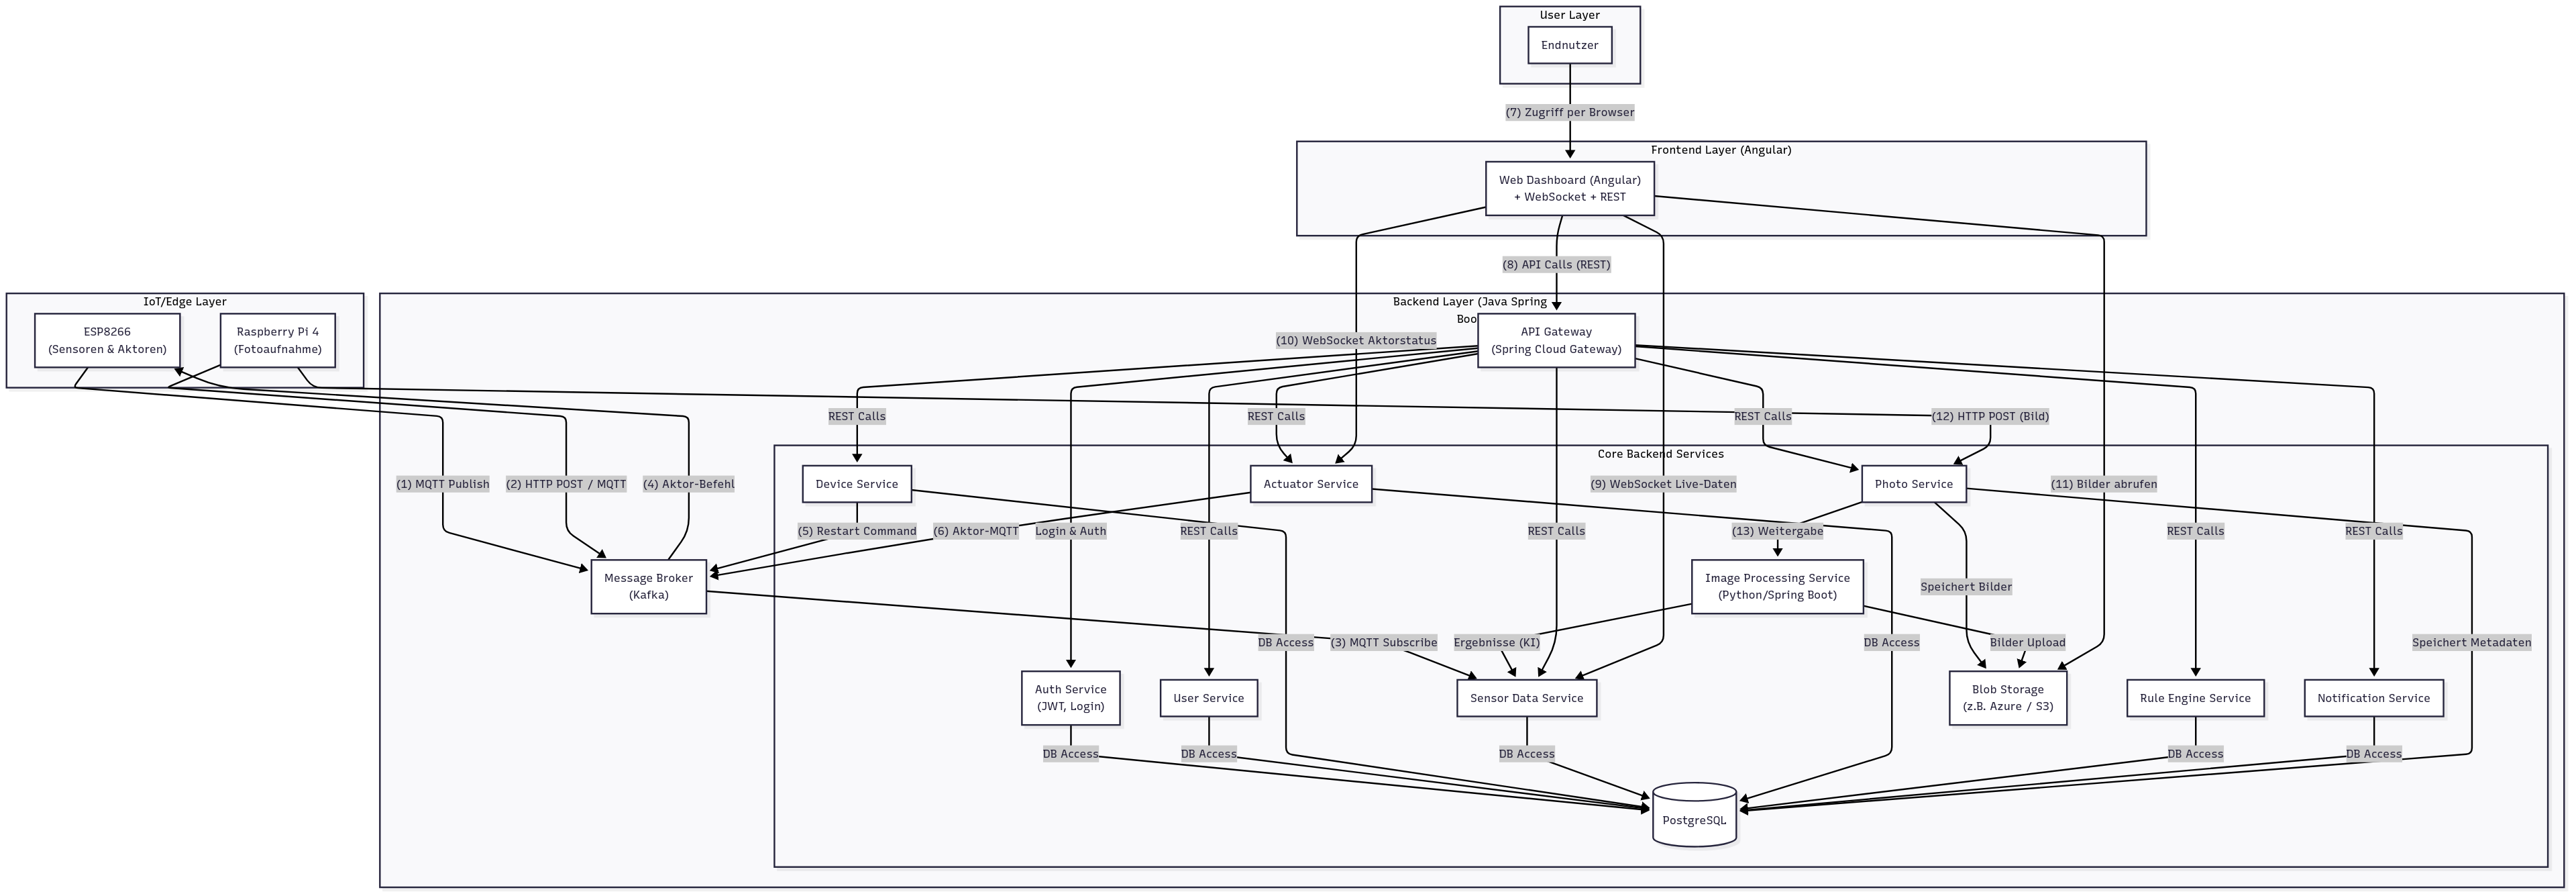 User Layer
Endnutzer
(7) Zugriff per Browser
Frontend Layer (Angular)
Web Dashboard (Angular)
+ WebSocket + REST
(8) API Calls (REST)
IoT/Edge Layer
ESP8266
(Sensoren & Aktoren)
Raspberry Pi 4
(Fotoaufnahme)
Backend Layer (Java Spring
Boo
API Gateway
(Spring Cloud Gateway)
(10) WebSocket Aktorstatus
REST Calls
REST Calls
REST Calls
(12) HTTP POST (Bild)
Core Backend Services
(1) MQTT Publish
(2) HTTP POST / MQTT
(4) Aktor-Befehl
Device Service
Actuator Service
(9) WebSocket Live-Daten
Photo Service
(11) Bilder abrufen
(5) Restart Command
(6) Aktor-MQTT
Login & Auth
REST Calls
REST Calls
(13) Weitergabe
REST Calls
REST Calls
Message Broker
(Kafka)
Image Processing Service
(Python/Spring Boot)
Speichert Bilder
DB Access
(3) MQTT Subscribe
Ergebnisse (KI)
DB Access
Bilder Upload
Speichert Metadaten
Auth Service
(JWT, Login)
User Service
Sensor Data Service
Blob Storage
(z.B. Azure / S3)
Rule Engine Service
Notification Service
DB Access
DB Access
DB Access
DB Access
DB Access
PostgreSQL